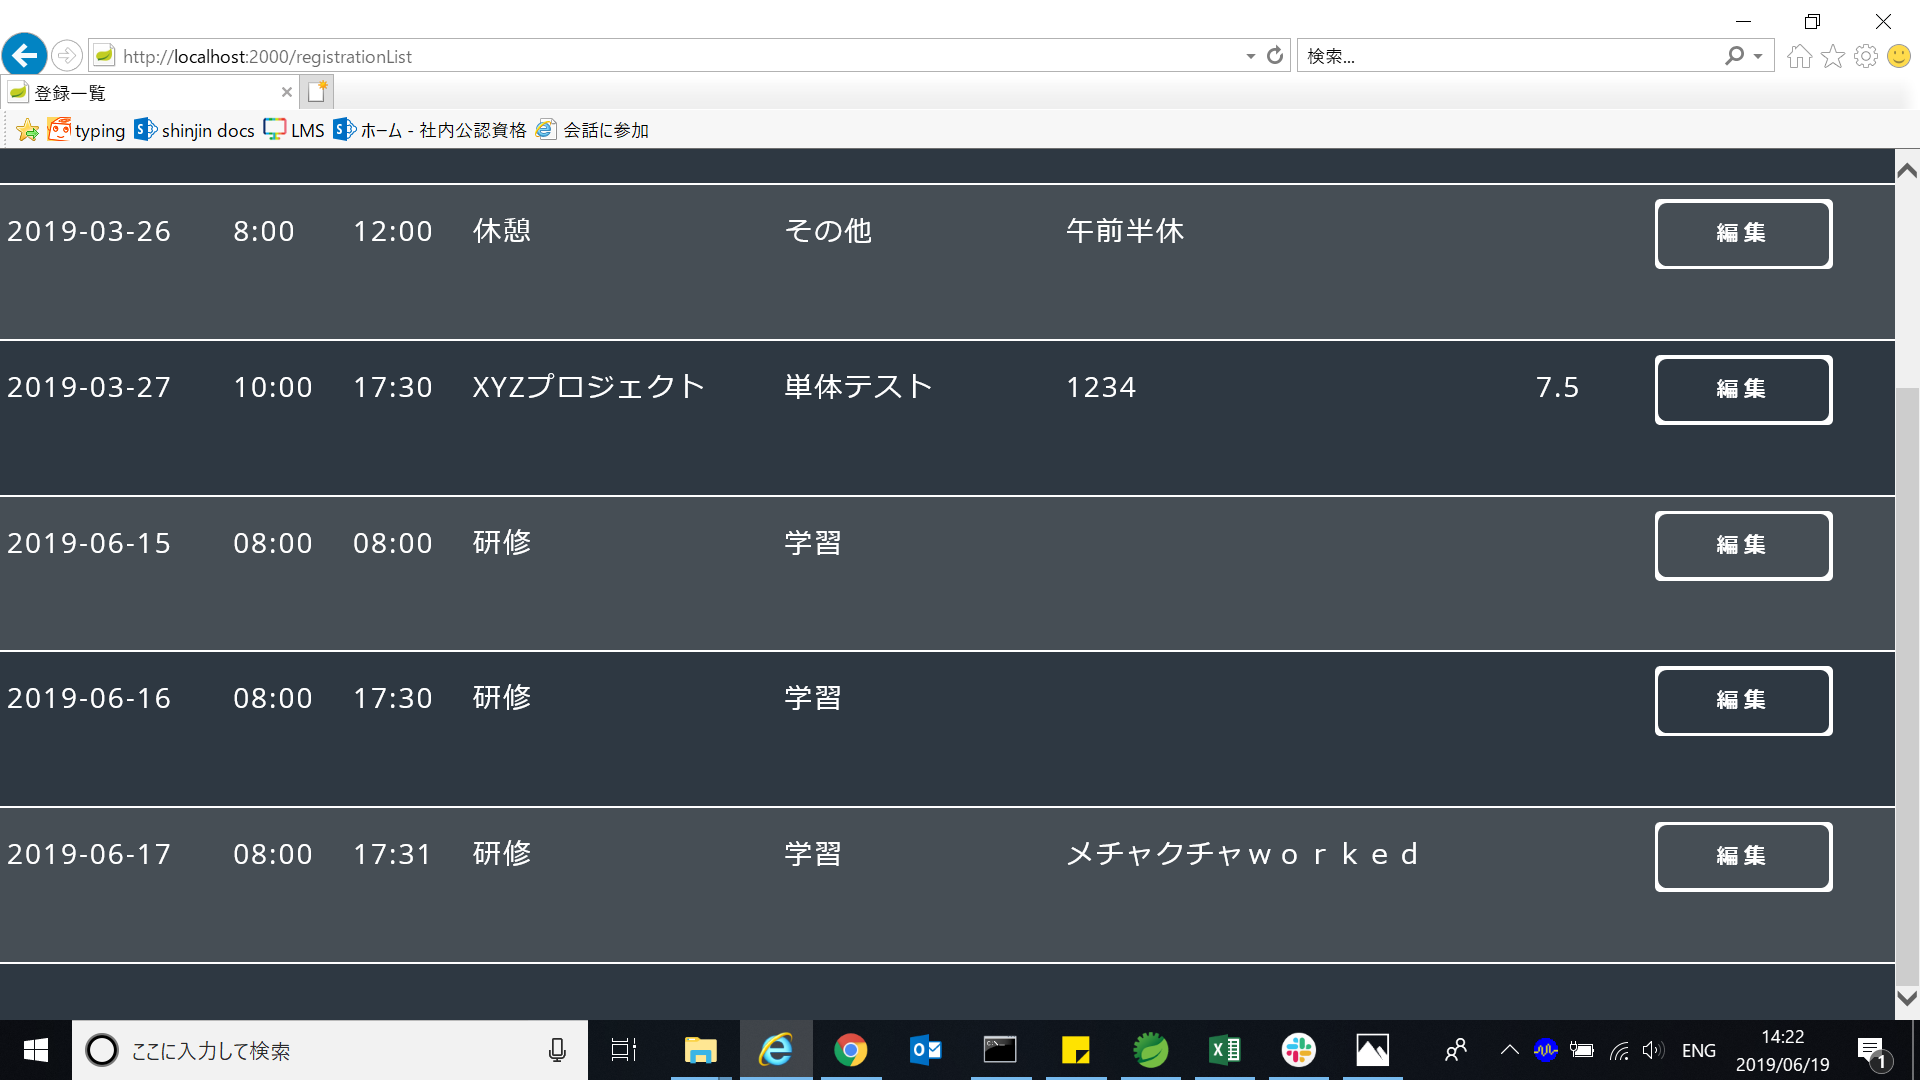 http://localhost:2000/registrationList
検索...
登録一覧
typing shinjin docs LMS ホーム - 社内公認資格 会話に参加
2019-03-26 8:00 12:00 休憩 その他 午前半休 編集
2019-03-27 10:00 17:30 XYZプロジェクト 単体テスト 1234 7.5 編集
2019-06-15 08:00 08:00 研修 学習 編集
2019-06-16 08:00 17:30 研修 学習 編集
2019-06-17 08:00 17:31 研修 学習 メチャクチャｗｏｒｋｅｄ 編集
ここに入力して検索
ENG
14:22
2019/06/19
1